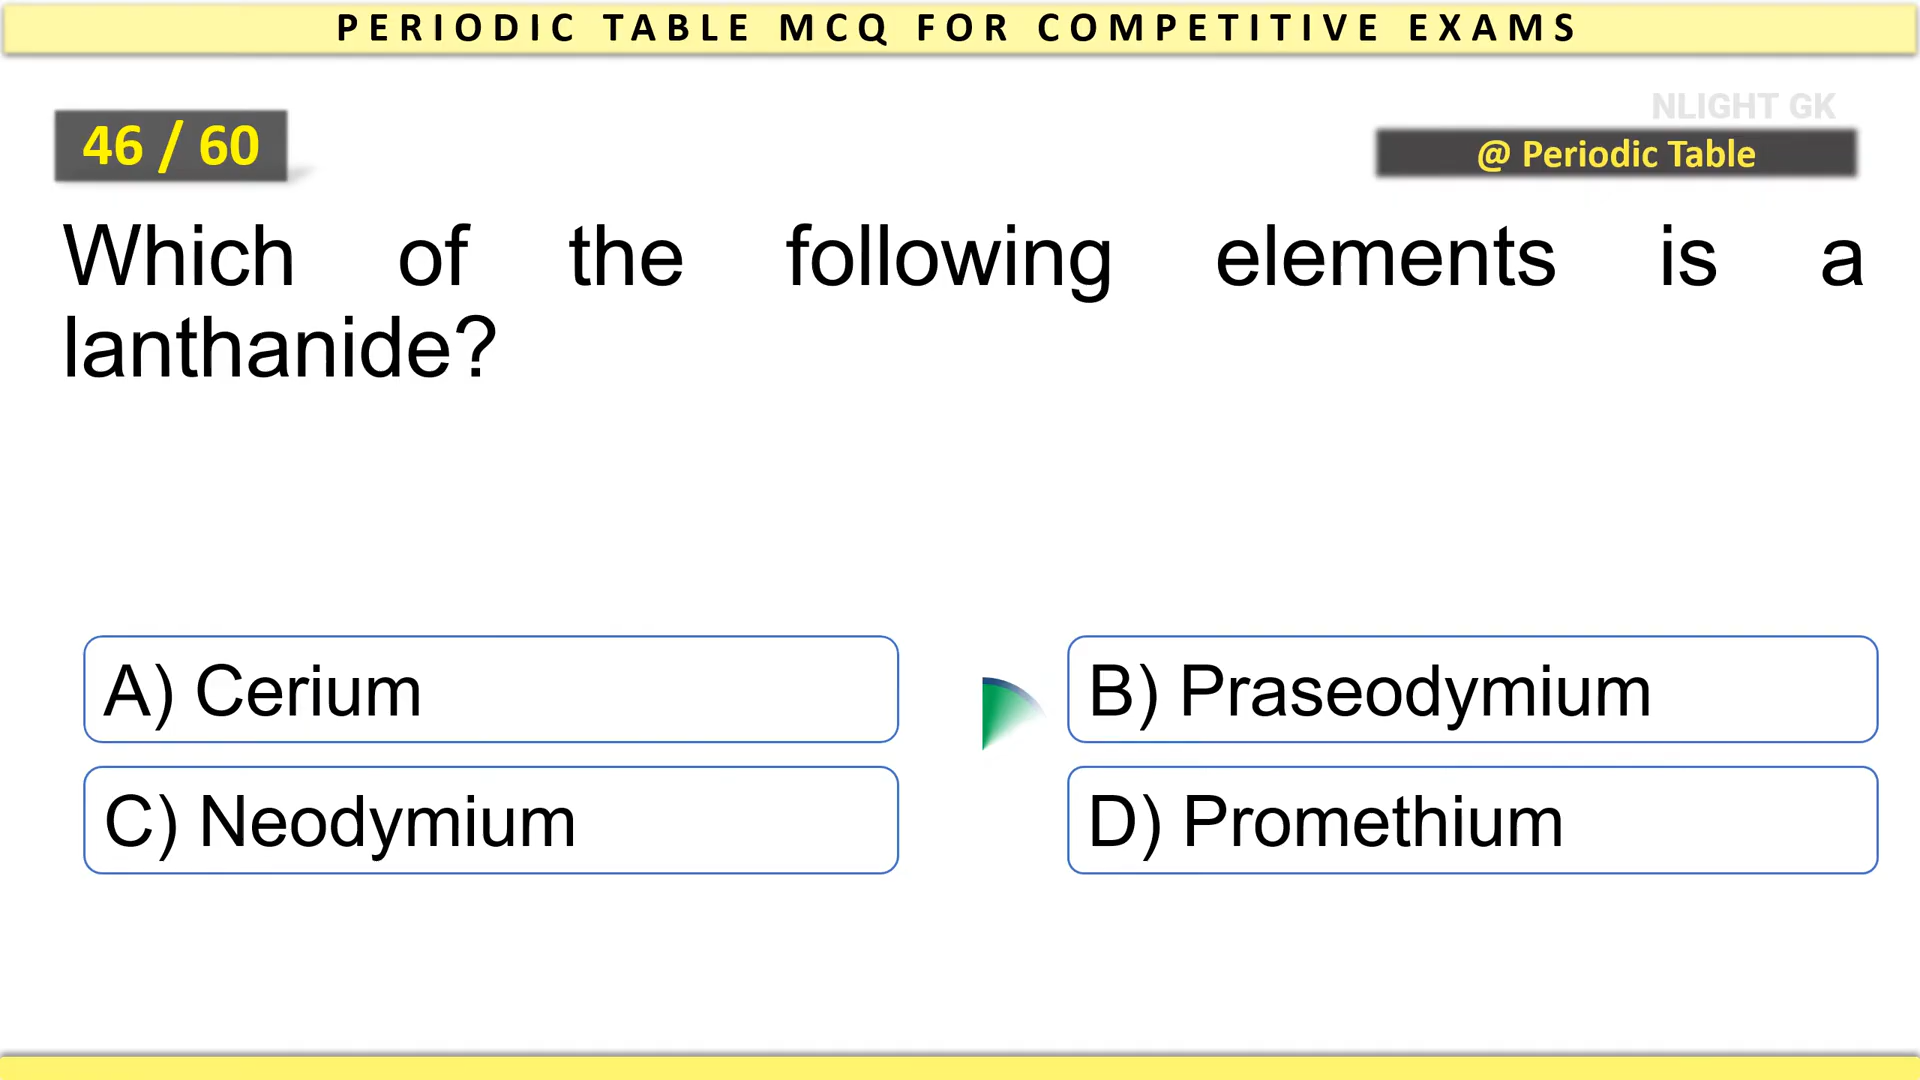 PERIODIC TABLE MCQ FOR COMPETITIVE EXAMS
NLIGHT GK
46 / 60
@ Periodic Table
Which of the following elements is a
lanthanide?
A) Cerium
B) Praseodymium
C) Neodymium
D) Promethium